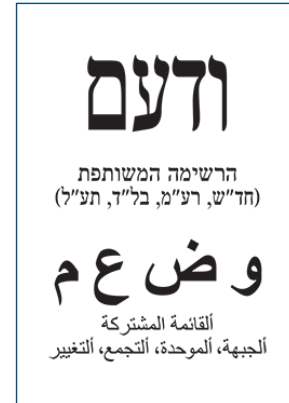 ודעם
הרשימה המשותפת
(חד"ש, רע"מ, בל"ד, תע"ל)
و ض ع م
ألقائمة المشتركة
ألجبهة، ألموحدة، ألتجمع، ألتغيير